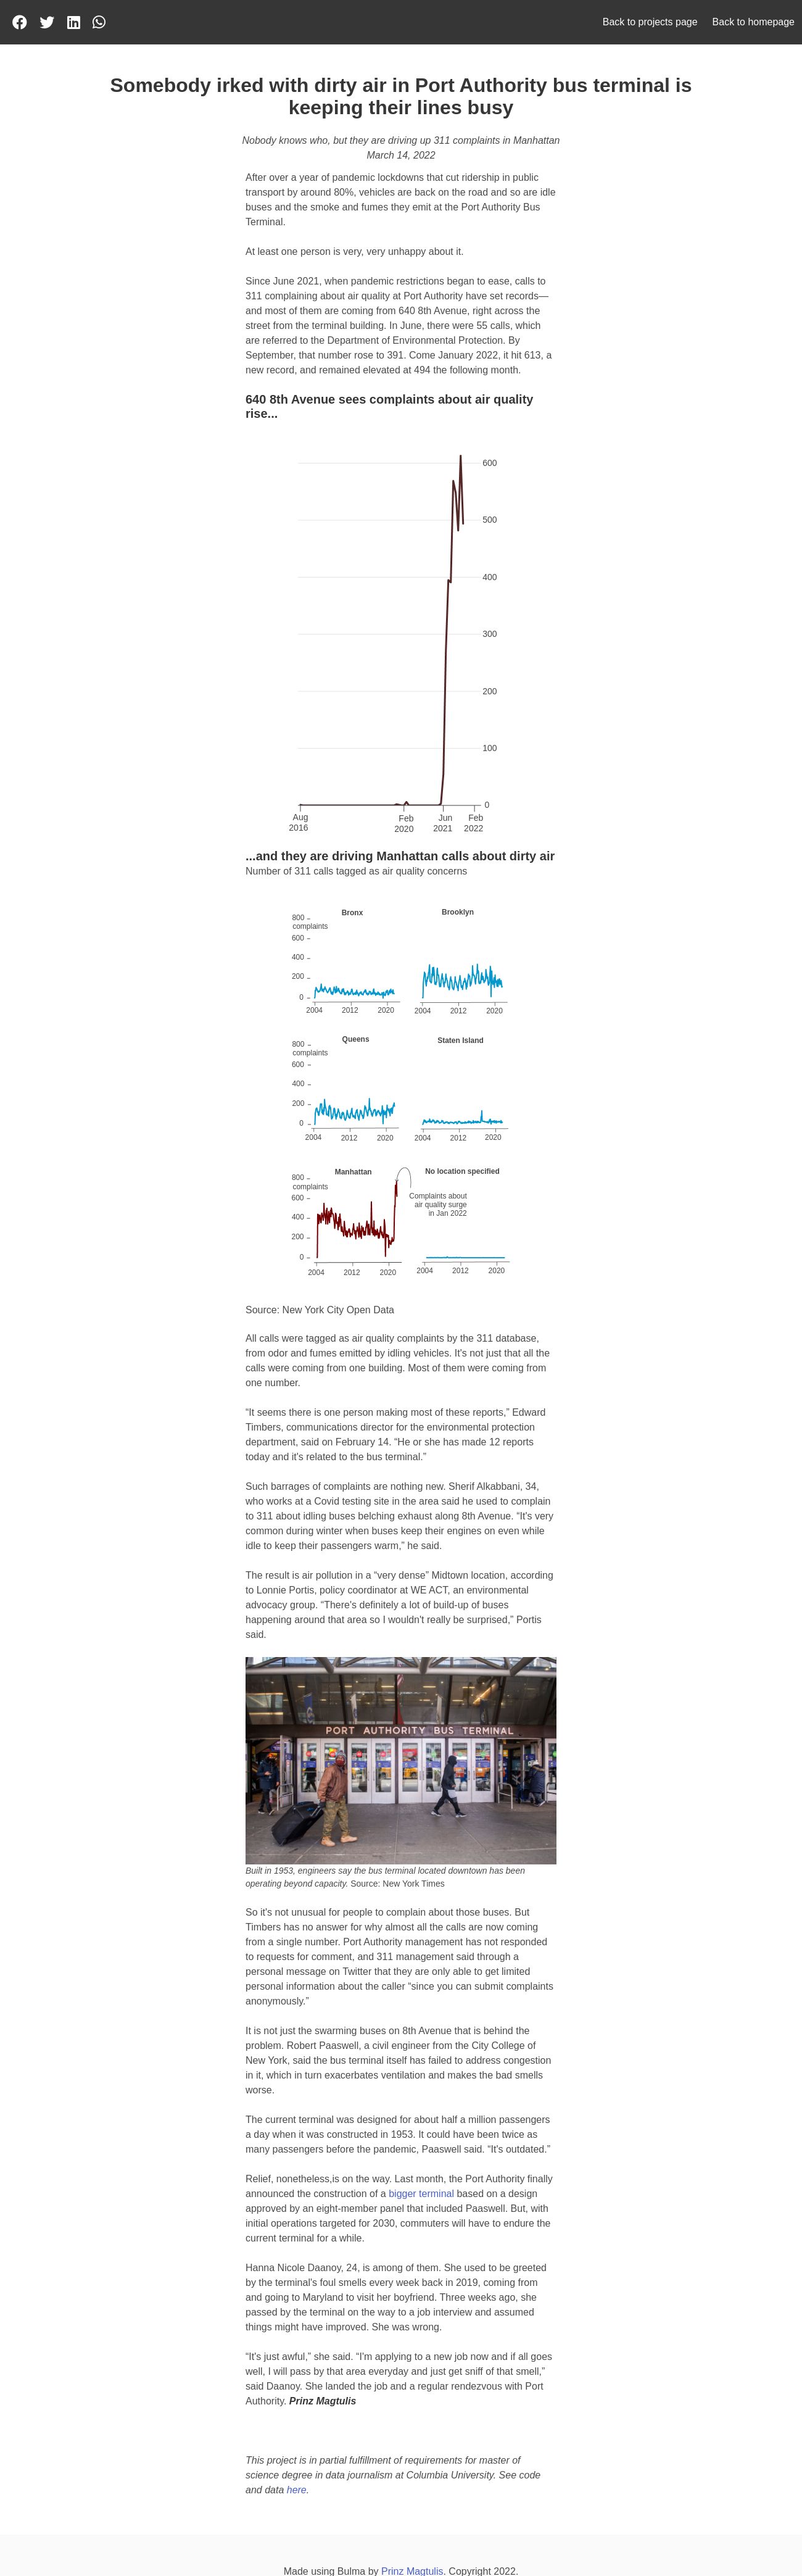 Back to projects page Back to homepage
Somebody irked with dirty air in Port Authority bus terminal is
keeping their lines busy
Nobody knows who, but they are driving up 311 complaints in Manhattan
March 14, 2022
After over a year of pandemic lockdowns that cut ridership in public
transport by around 80%, vehicles are back on the road and so are idle
buses and the smoke and fumes they emit at the Port Authority Bus
Terminal.
At least one person is very, very unhappy about it.
Since June 2021, when pandemic restrictions began to ease, calls to
311 complaining about air quality at Port Authority have set records—
and most of them are coming from 640 8th Avenue, right across the
street from the terminal building. In June, there were 55 calls, which
are referred to the Department of Environmental Protection. By
September, that number rose to 391. Come January 2022, it hit 613, a
new record, and remained elevated at 494 the following month.
640 8th Avenue sees complaints about air quality
rise...
600
500
400
300
200
100
0
Aug Feb Jun Feb
2016 2020 2021 2022
...and they are driving Manhattan calls about dirty air
Number of 311 calls tagged as air quality concerns
Bronx Brooklyn
800
complaints
600
400
200
0
2004 2012 2020 2004 2012 2020
Queens Staten Island
800
complaints
600
400
200
0
2004 2012 2020 2004 2012 2020
Manhattan No location specified
800
complaints
600
400
200
0
Complaints about
air quality surge
in Jan 2022
2004 2012 2020 2004 2012 2020
Source: New York City Open Data
All calls were tagged as air quality complaints by the 311 database,
from odor and fumes emitted by idling vehicles. It's not just that all the
calls were coming from one building. Most of them were coming from
one number.
“It seems there is one person making most of these reports,” Edward
Timbers, communications director for the environmental protection
department, said on February 14. “He or she has made 12 reports
today and it's related to the bus terminal.”
Such barrages of complaints are nothing new. Sherif Alkabbani, 34,
who works at a Covid testing site in the area said he used to complain
to 311 about idling buses belching exhaust along 8th Avenue. “It's very
common during winter when buses keep their engines on even while
idle to keep their passengers warm,” he said.
The result is air pollution in a “very dense” Midtown location, according
to Lonnie Portis, policy coordinator at WE ACT, an environmental
advocacy group. “There's definitely a lot of build-up of buses
happening around that area so I wouldn't really be surprised,” Portis
said.
PORT AUTHORITY BUS TERMINAL
Built in 1953, engineers say the bus terminal located downtown has been
operating beyond capacity. Source: New York Times
So it's not unusual for people to complain about those buses. But
Timbers has no answer for why almost all the calls are now coming
from a single number. Port Authority management has not responded
to requests for comment, and 311 management said through a
personal message on Twitter that they are only able to get limited
personal information about the caller “since you can submit complaints
anonymously.”
It is not just the swarming buses on 8th Avenue that is behind the
problem. Robert Paaswell, a civil engineer from the City College of
New York, said the bus terminal itself has failed to address congestion
in it, which in turn exacerbates ventilation and makes the bad smells
worse.
The current terminal was designed for about half a million passengers
a day when it was constructed in 1953. It could have been twice as
many passengers before the pandemic, Paaswell said. “It's outdated.”
Relief, nonetheless,is on the way. Last month, the Port Authority finally
announced the construction of a bigger terminal based on a design
approved by an eight-member panel that included Paaswell. But, with
initial operations targeted for 2030, commuters will have to endure the
current terminal for a while.
Hanna Nicole Daanoy, 24, is among of them. She used to be greeted
by the terminal's foul smells every week back in 2019, coming from
and going to Maryland to visit her boyfriend. Three weeks ago, she
passed by the terminal on the way to a job interview and assumed
things might have improved. She was wrong.
“It's just awful,” she said. “I'm applying to a new job now and if all goes
well, I will pass by that area everyday and just get sniff of that smell,”
said Daanoy. She landed the job and a regular rendezvous with Port
Authority. Prinz Magtulis
This project is in partial fulfillment of requirements for master of
science degree in data journalism at Columbia University. See code
and data here.
Made using Bulma by Prinz Magtulis. Copyright 2022.